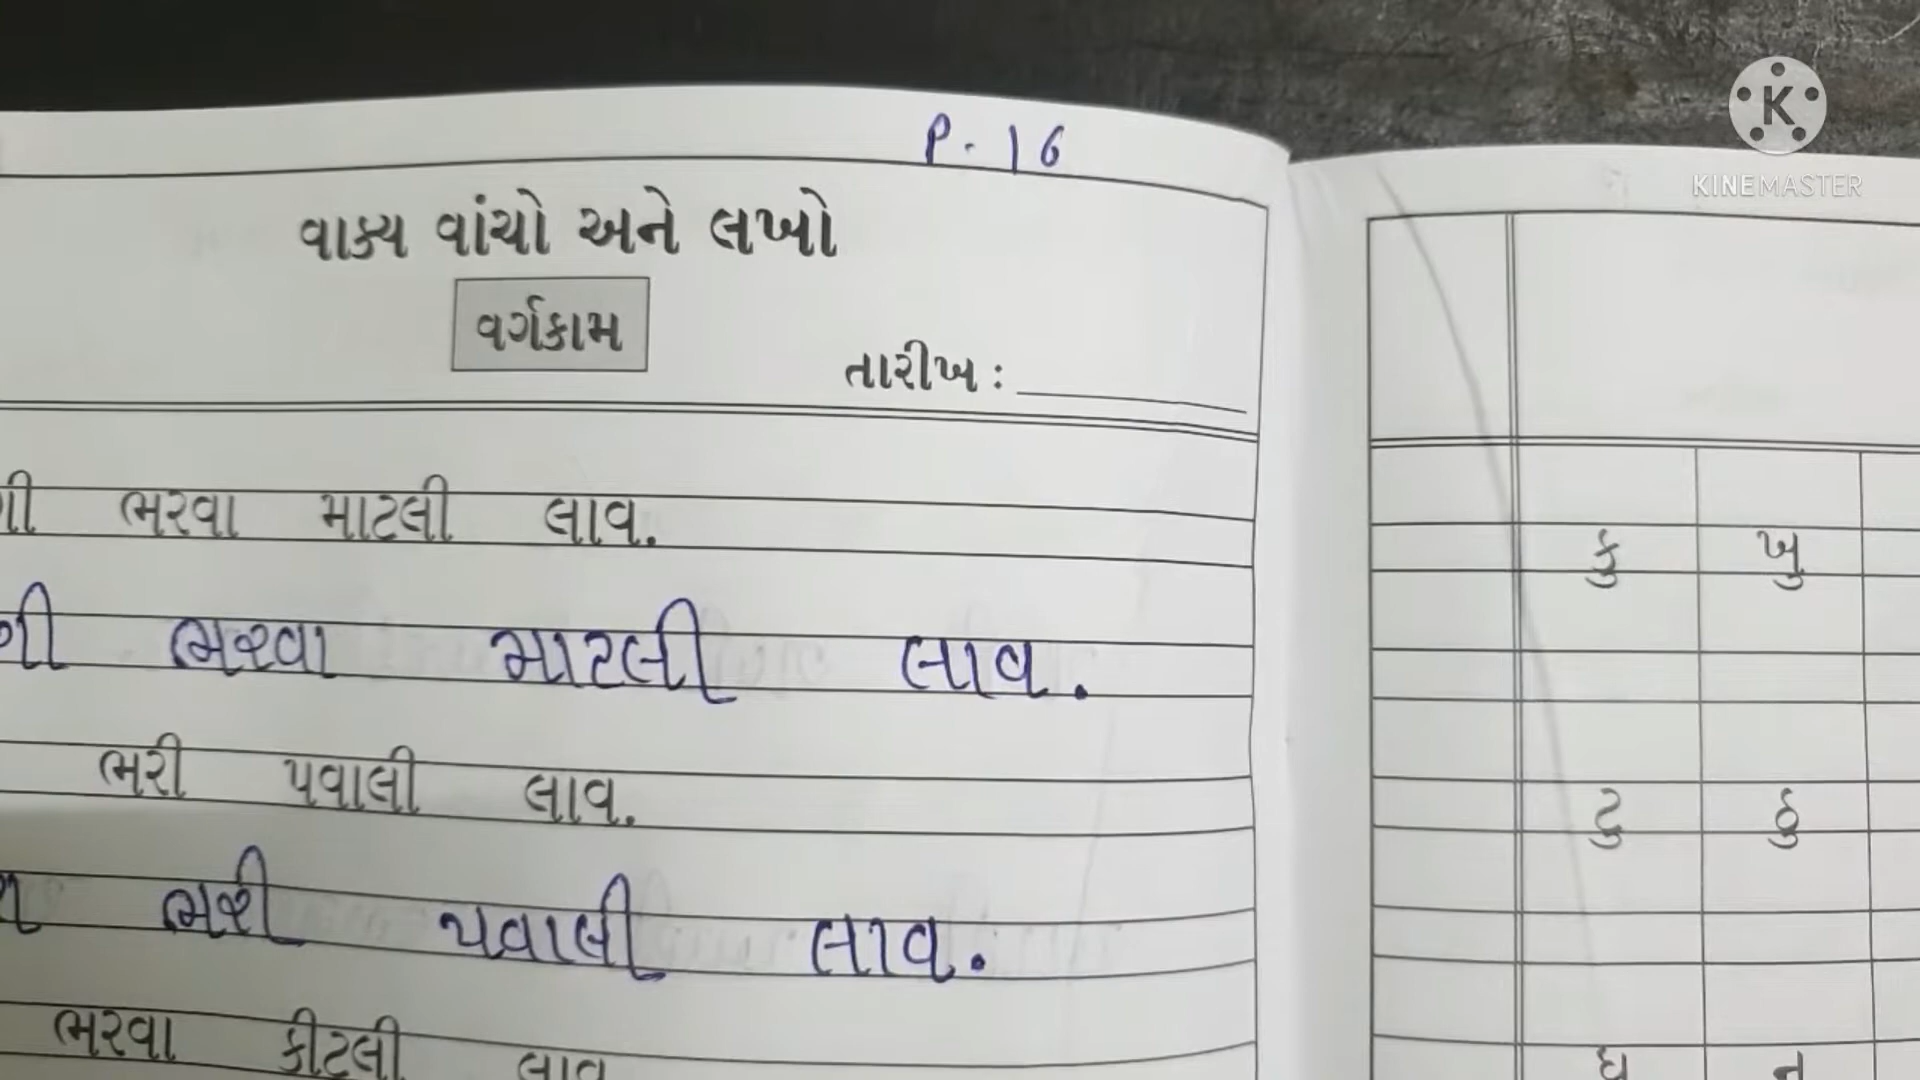 P. 16
K
KINEMASTER
વાક્ય વાંચો અને લખો
વર્ગકામ
તારીખ :
ભરવા માટલી લાવ.
ભરવા માટલી લાવ.
ભરી પવાલી લાવ.
ભરી પવાલી લાવ.
ભરવા કીટલી લાવ
કુ ખુ
ટુ ઠુ